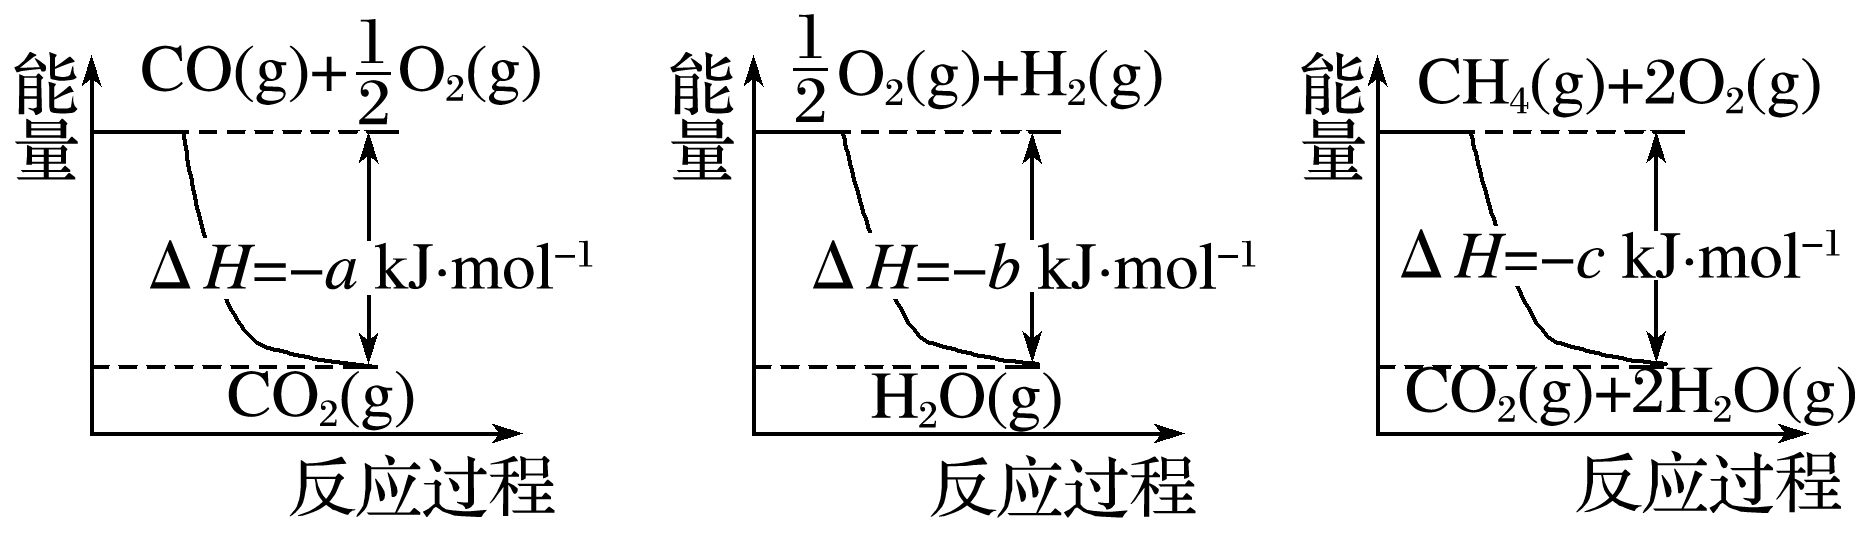 能量
CO(g)+1/2O₂(g)
ΔH=−a kJ·mol⁻¹
CO₂(g)
反应过程
能量
1/2O₂(g)+H₂(g)
ΔH=−b kJ·mol⁻¹
H₂O(g)
反应过程
能量
CH₄(g)+2O₂(g)
ΔH=−c kJ·mol⁻¹
CO₂(g)+2H₂O(g)
反应过程